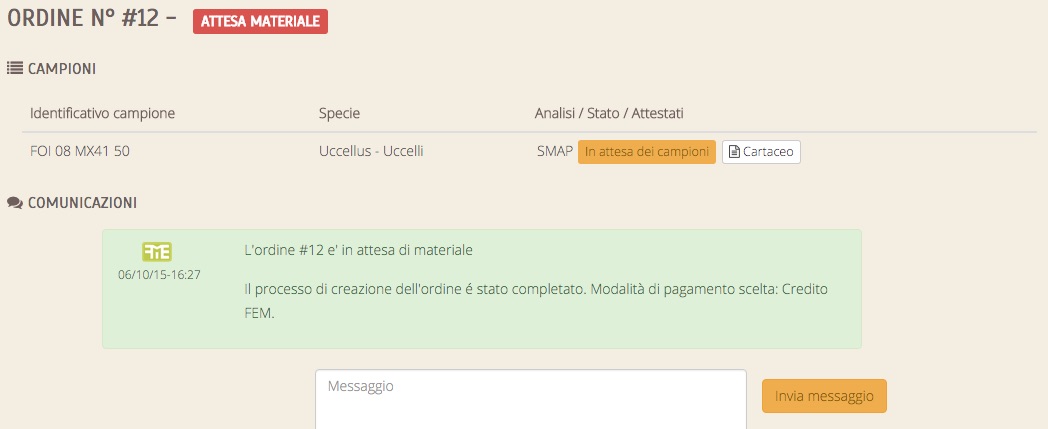 ORDINE N° #12 – ATTESA MATERIALE
CAMPIONI
Identificativo campione Specie Analisi / Stato / Attestati
FOI 08 MX41 50 Uccellus - Uccelli SMAP In attesa dei campioni Cartaceo
COMUNICAZIONI
FME
06/10/15-16:27
L'ordine #12 e' in attesa di materiale
Il processo di creazione dell'ordine é stato completato. Modalità di pagamento scelta: Credito
FEM.
Messaggio
Invia messaggio